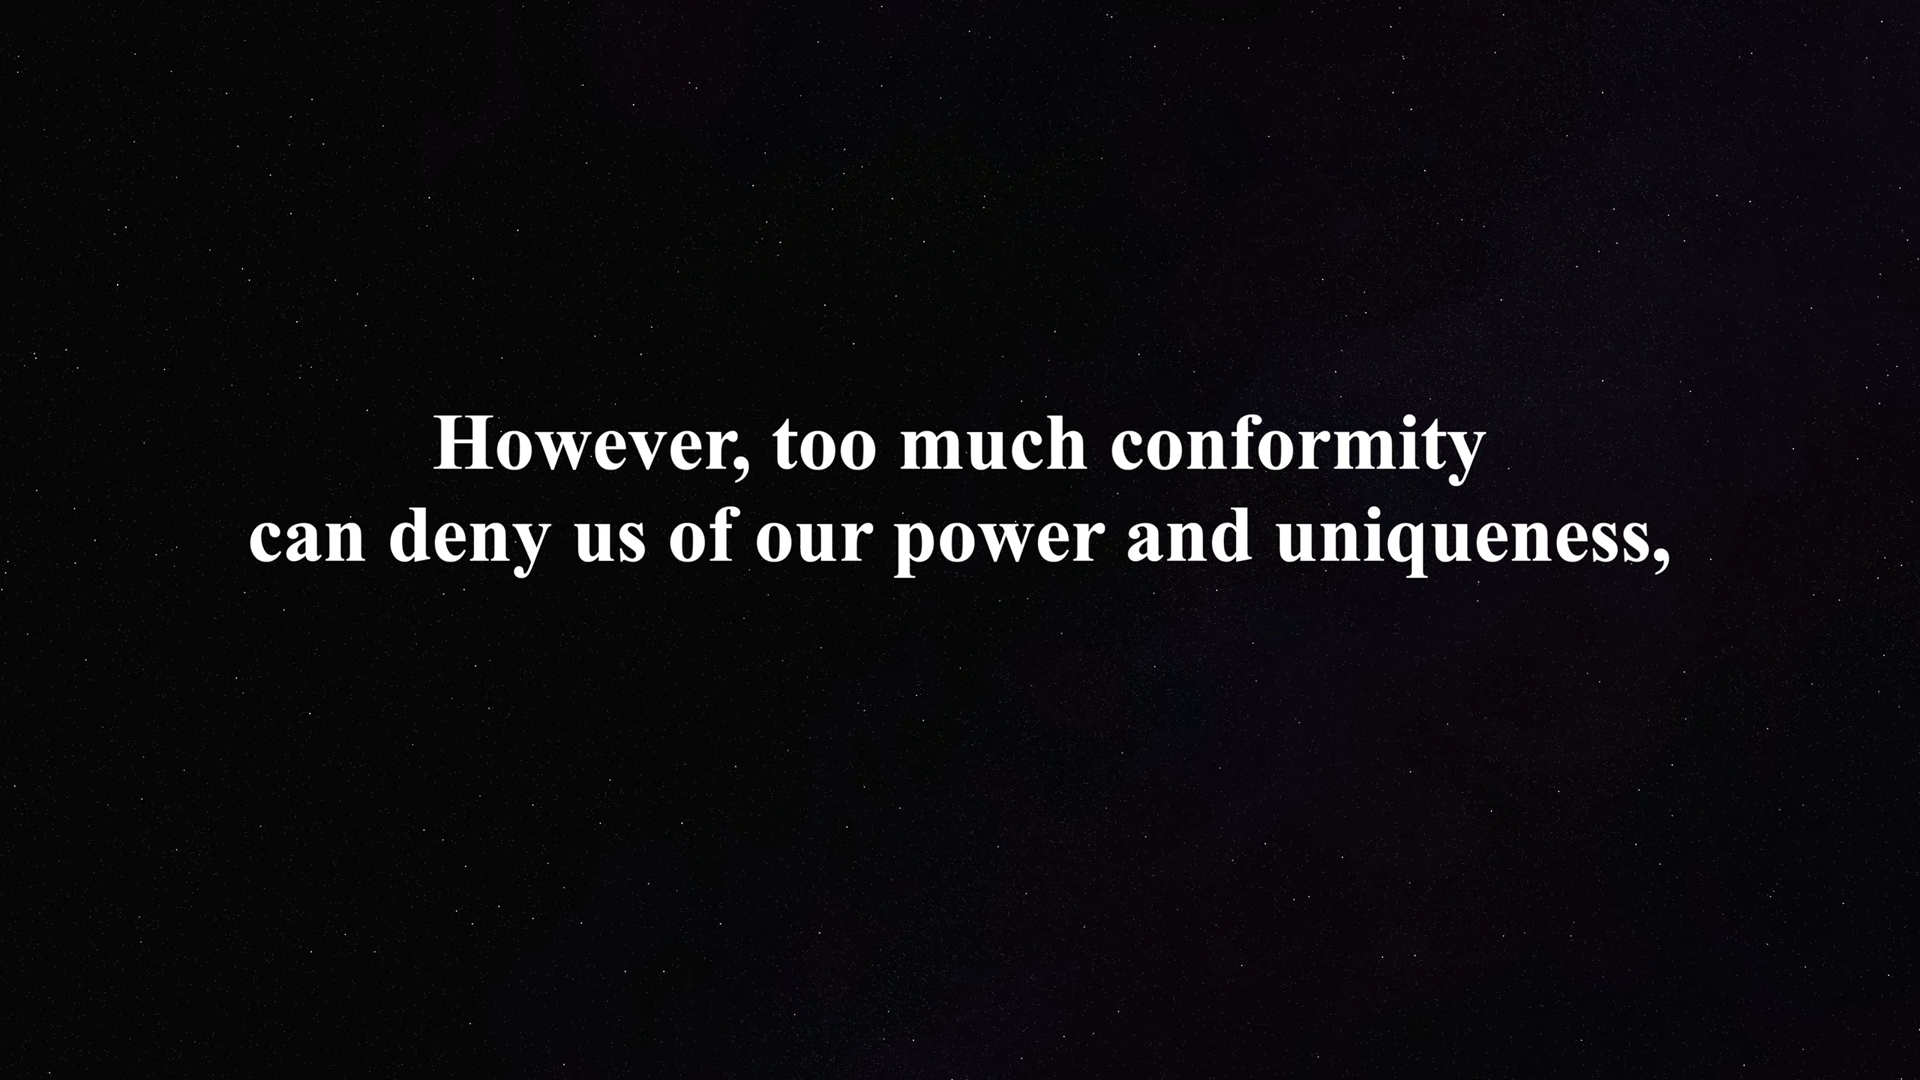 However, too much conformity
can deny us of our power and uniqueness,